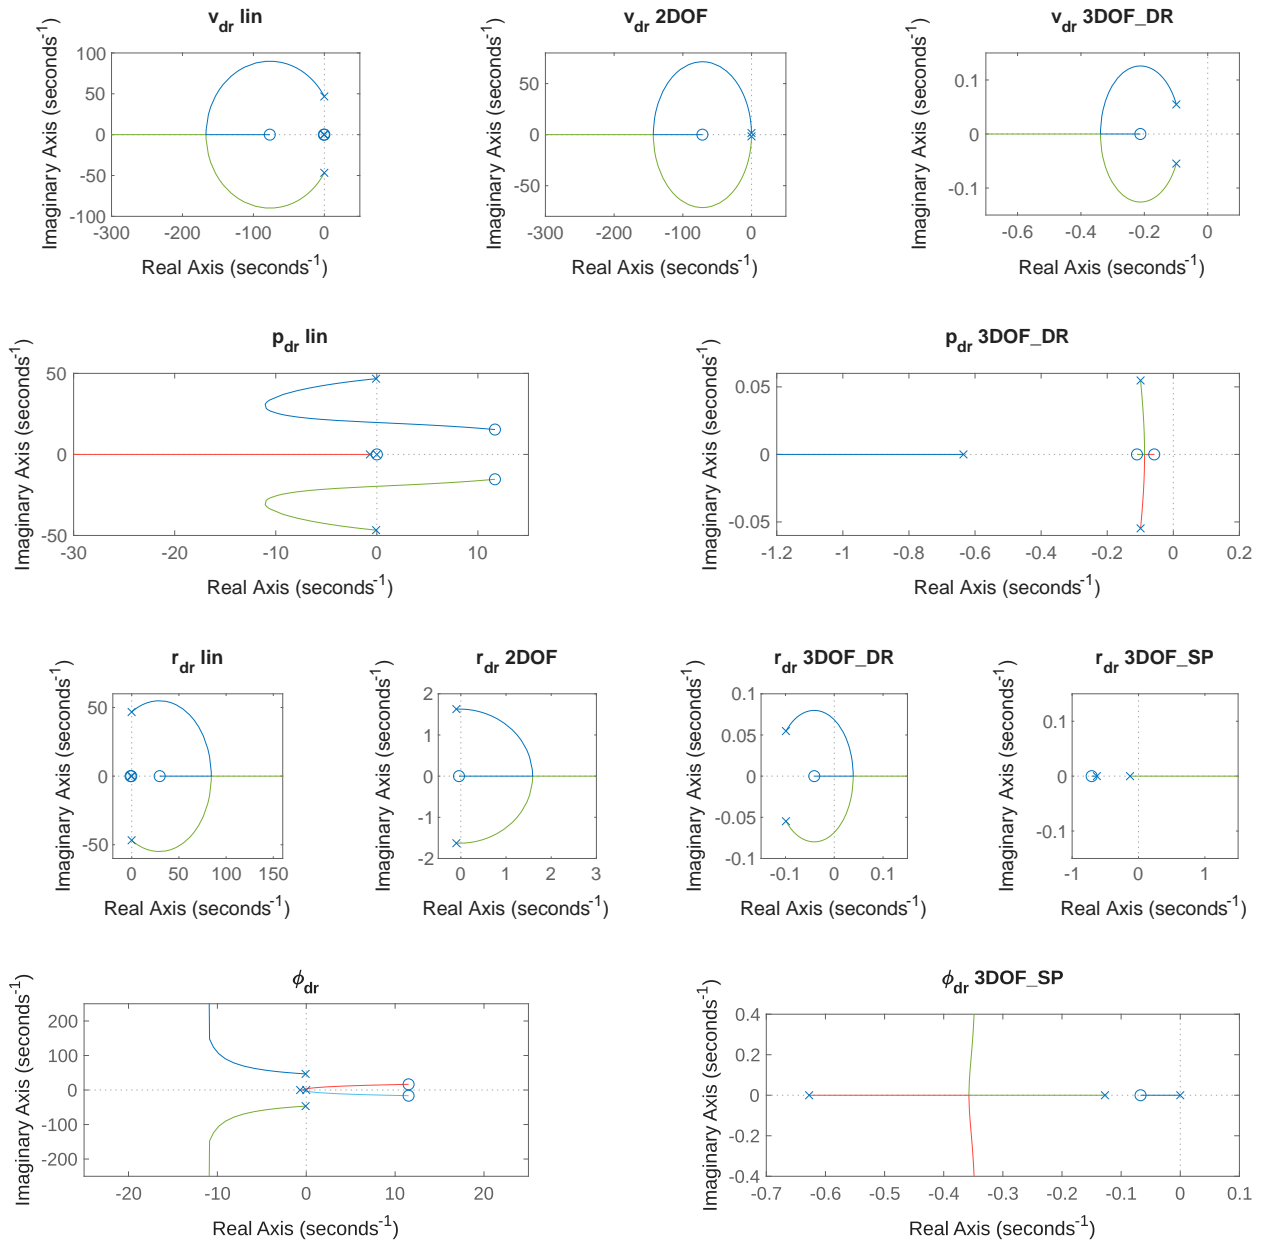 v_dr lin
v_dr 2DOF
v_dr 3DOF_DR
Imaginary Axis (seconds^-1)
100
50
0
-50
-100
-300 -200 -100 0
Real Axis (seconds^-1)
Imaginary Axis (seconds^-1)
50
0
-50
-300 -200 -100 0
Real Axis (seconds^-1)
Imaginary Axis (seconds^-1)
0.1
0
-0.1
-0.6 -0.4 -0.2 0
Real Axis (seconds^-1)
p_dr lin
p_dr 3DOF_DR
Imaginary Axis (seconds^-1)
50
0
-50
-30 -20 -10 0 10
Real Axis (seconds^-1)
Imaginary Axis (seconds^-1)
0.05
0
-0.05
-1.2 -1 -0.8 -0.6 -0.4 -0.2 0 0.2
Real Axis (seconds^-1)
r_dr lin
r_dr 2DOF
r_dr 3DOF_DR
r_dr 3DOF_SP
Imaginary Axis (seconds^-1)
50
0
-50
0 50 100 150
Real Axis (seconds^-1)
Imaginary Axis (seconds^-1)
2
1
0
-1
-2
0 1 2 3
Real Axis (seconds^-1)
Imaginary Axis (seconds^-1)
0.1
0.05
0
-0.05
-0.1
-0.1 0 0.1
Real Axis (seconds^-1)
Imaginary Axis (seconds^-1)
0.1
0
-0.1
-1 0 1
Real Axis (seconds^-1)
ϕ_dr
ϕ_dr 3DOF_SP
Imaginary Axis (seconds^-1)
200
100
0
-100
-200
-20 -10 0 10 20
Real Axis (seconds^-1)
Imaginary Axis (seconds^-1)
0.4
0.2
0
-0.2
-0.4
-0.7 -0.6 -0.5 -0.4 -0.3 -0.2 -0.1 0 0.1
Real Axis (seconds^-1)